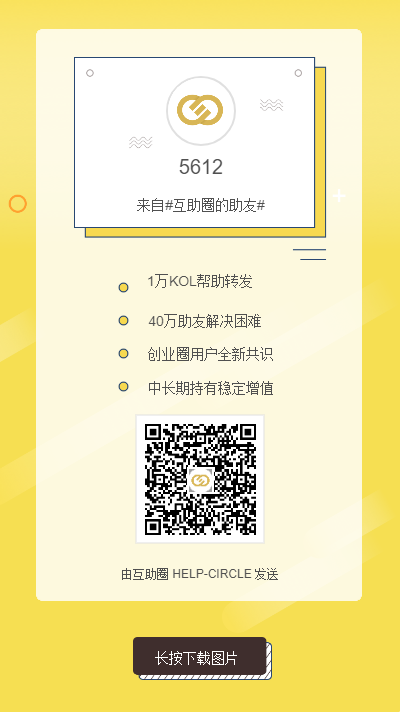 5612
来自#互助圈的助友#
1万KOL帮助转发
40万助友解决困难
创业圈用户全新共识
中长期持有稳定增值
由互助圈 HELP-CIRCLE 发送
长按下载图片